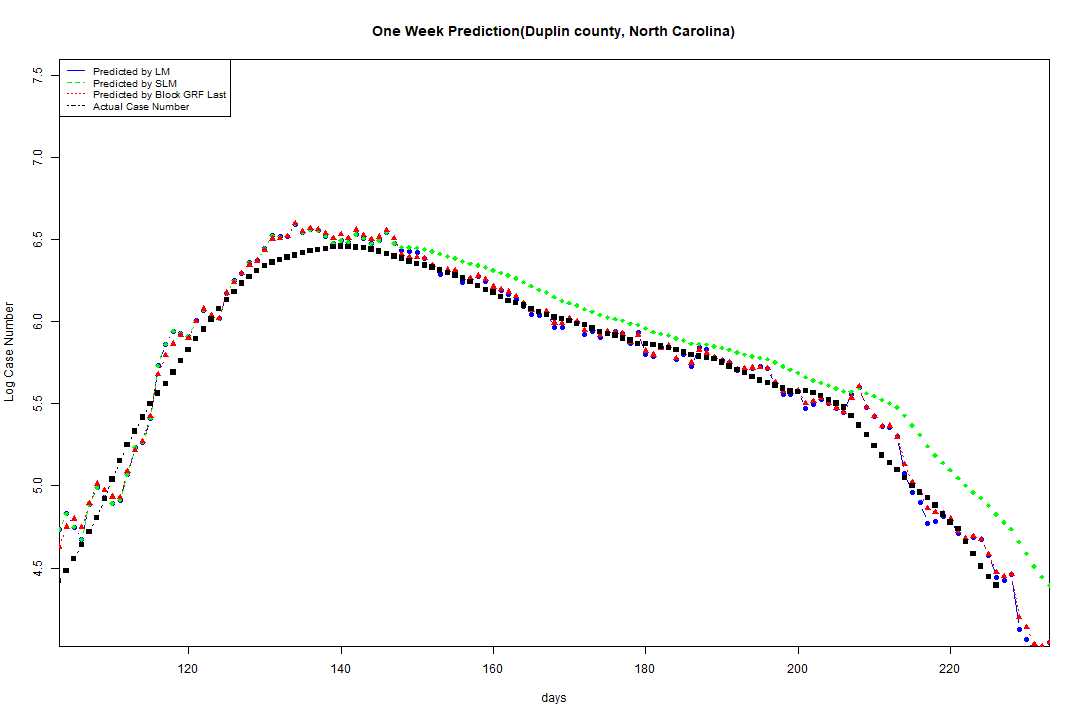 One Week Prediction(Duplin county, North Carolina)
Predicted by LM
Predicted by SLM
Predicted by Block GRF Last
Actual Case Number
Log Case Number
7.5
7.0
6.5
6.0
5.5
5.0
4.5
120 140 160 180 200 220
days